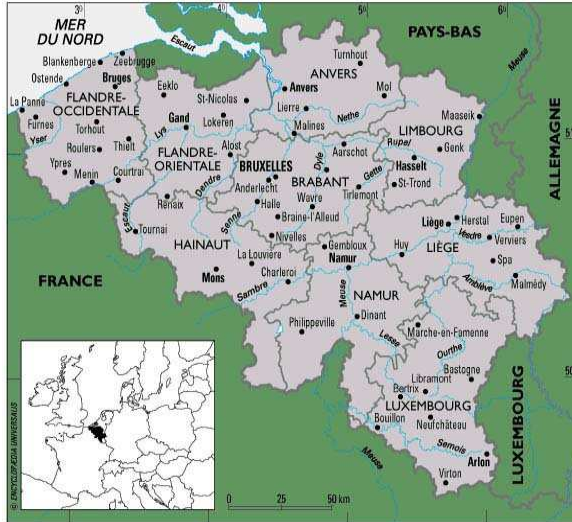 3º
4º
5º
6º
MER
DU NORD
Escaut
PAYS-BAS
Meuse
Blankenberge
Zeebrugge
Ostende
Bruges
Turnhout
ANVERS
Eeklo
St-Nicolas
Anvers
Mol
La Panne
FLANDRE-
OCCIDENTALE
Furnes
Torhout
Gand
Lokeren
Lierre
Nethe
Maaseik
ALLEMAGNE
Yser
Lys
Malines
LIMBOURG
Roulers
Thielt
FLANDRE-
ORIENTALE
Alost
Aarschot
Rupel
Genk
Ypres
Menin
Courtrai
BRUXELLES
Dyle
Hasselt
Dendre
Anderlecht
BRABANT
Gette
St-Trond
Escaut
Renaix
Senne
Halle
Wavre
Tirlemont
Tournai
Braine-l'Alleud
Liège
Herstal
Eupen
HAINAUT
Nivelles
Gembloux
Huy
LIÈGE
Vesdre
Verviers
La Louvière
Namur
Spa
FRANCE
Mons
Charleroi
Sambre
Meuse
Amblève
Malmédy
NAMUR
Philippeville
Dinant
Marche-en-Famenne
Lesse
Ourthe
Bastogne
50
Libramont
Bertrix
LUXEMBOURG
Bouillon
Neufchâteau
LUXEMBOURG
Semois
Meuse
Arlon
Virton
0
25
50 km
© ENCYCLOPÆDIA UNIVERSALIS